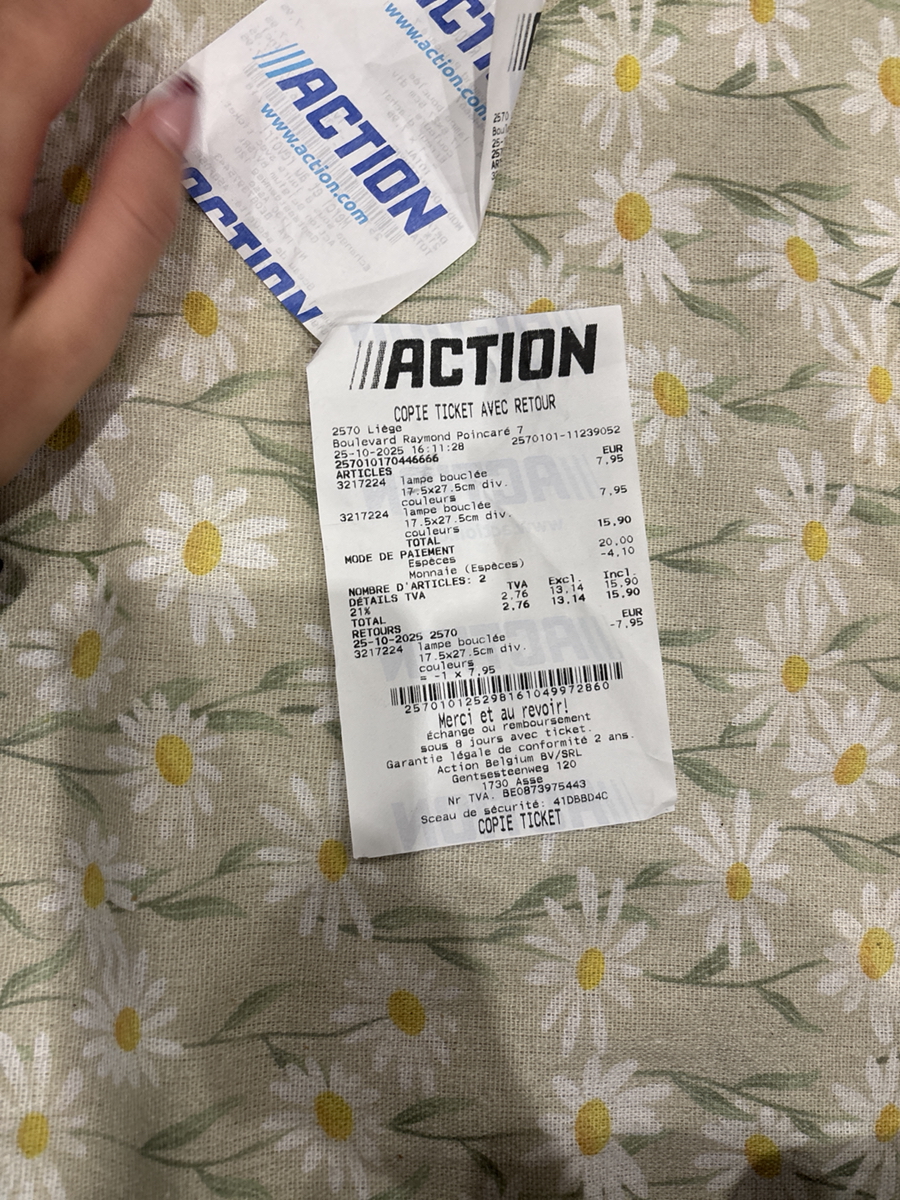 ACTION
www.action.com
ACTION
www.action.com
ACTION
ACTION
COPIE TICKET AVEC RETOUR
2570 Liège
Boulevard Raymond Poincaré 7
25-10-2025 16:11:28 2570101-11239052
257010170446666 EUR
ARTICLES 7,95
3217224 lampe bouclée
17.5x27.5cm div.
couleurs 7,95
3217224 lampe bouclée
17.5x27.5cm div.
couleurs
TOTAL 15,90
MODE DE PAIEMENT
Espèces 20,00
Monnaie (Espèces) -4,10
NOMBRE D'ARTICLES: 2
DÉTAILS TVA TVA Excl. Incl.
21% 2,76 13,14 15,90
TOTAL 2,76 13,14 15,90
RETOURS EUR
25-10-2025 2570 -7,95
3217224 lampe bouclée
17.5x27.5cm div.
couleurs
= -1 x 7,95
2570101252981610499728​60
Merci et au revoir!
Échange ou remboursement
sous 8 jours avec ticket.
Garantie légale de conformité 2 ans.
Action Belgium BV/SRL
Gentsesteenweg 120
1730 Asse
Nr TVA. BE0873975443
Sceau de sécurité: 41DBBD4C
COPIE TICKET